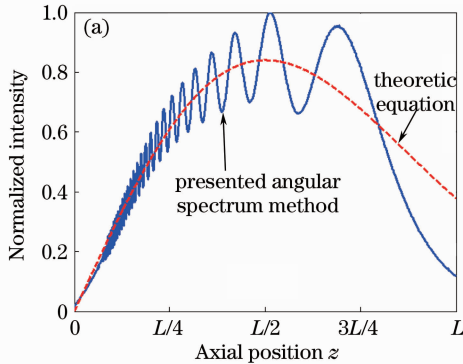 (a)
1.0
0.8
0.6
0.4
0.2
0
Normalized intensity
theoretic
equation
presented angular
spectrum method
0 L/4 L/2 3L/4 L
Axial position z